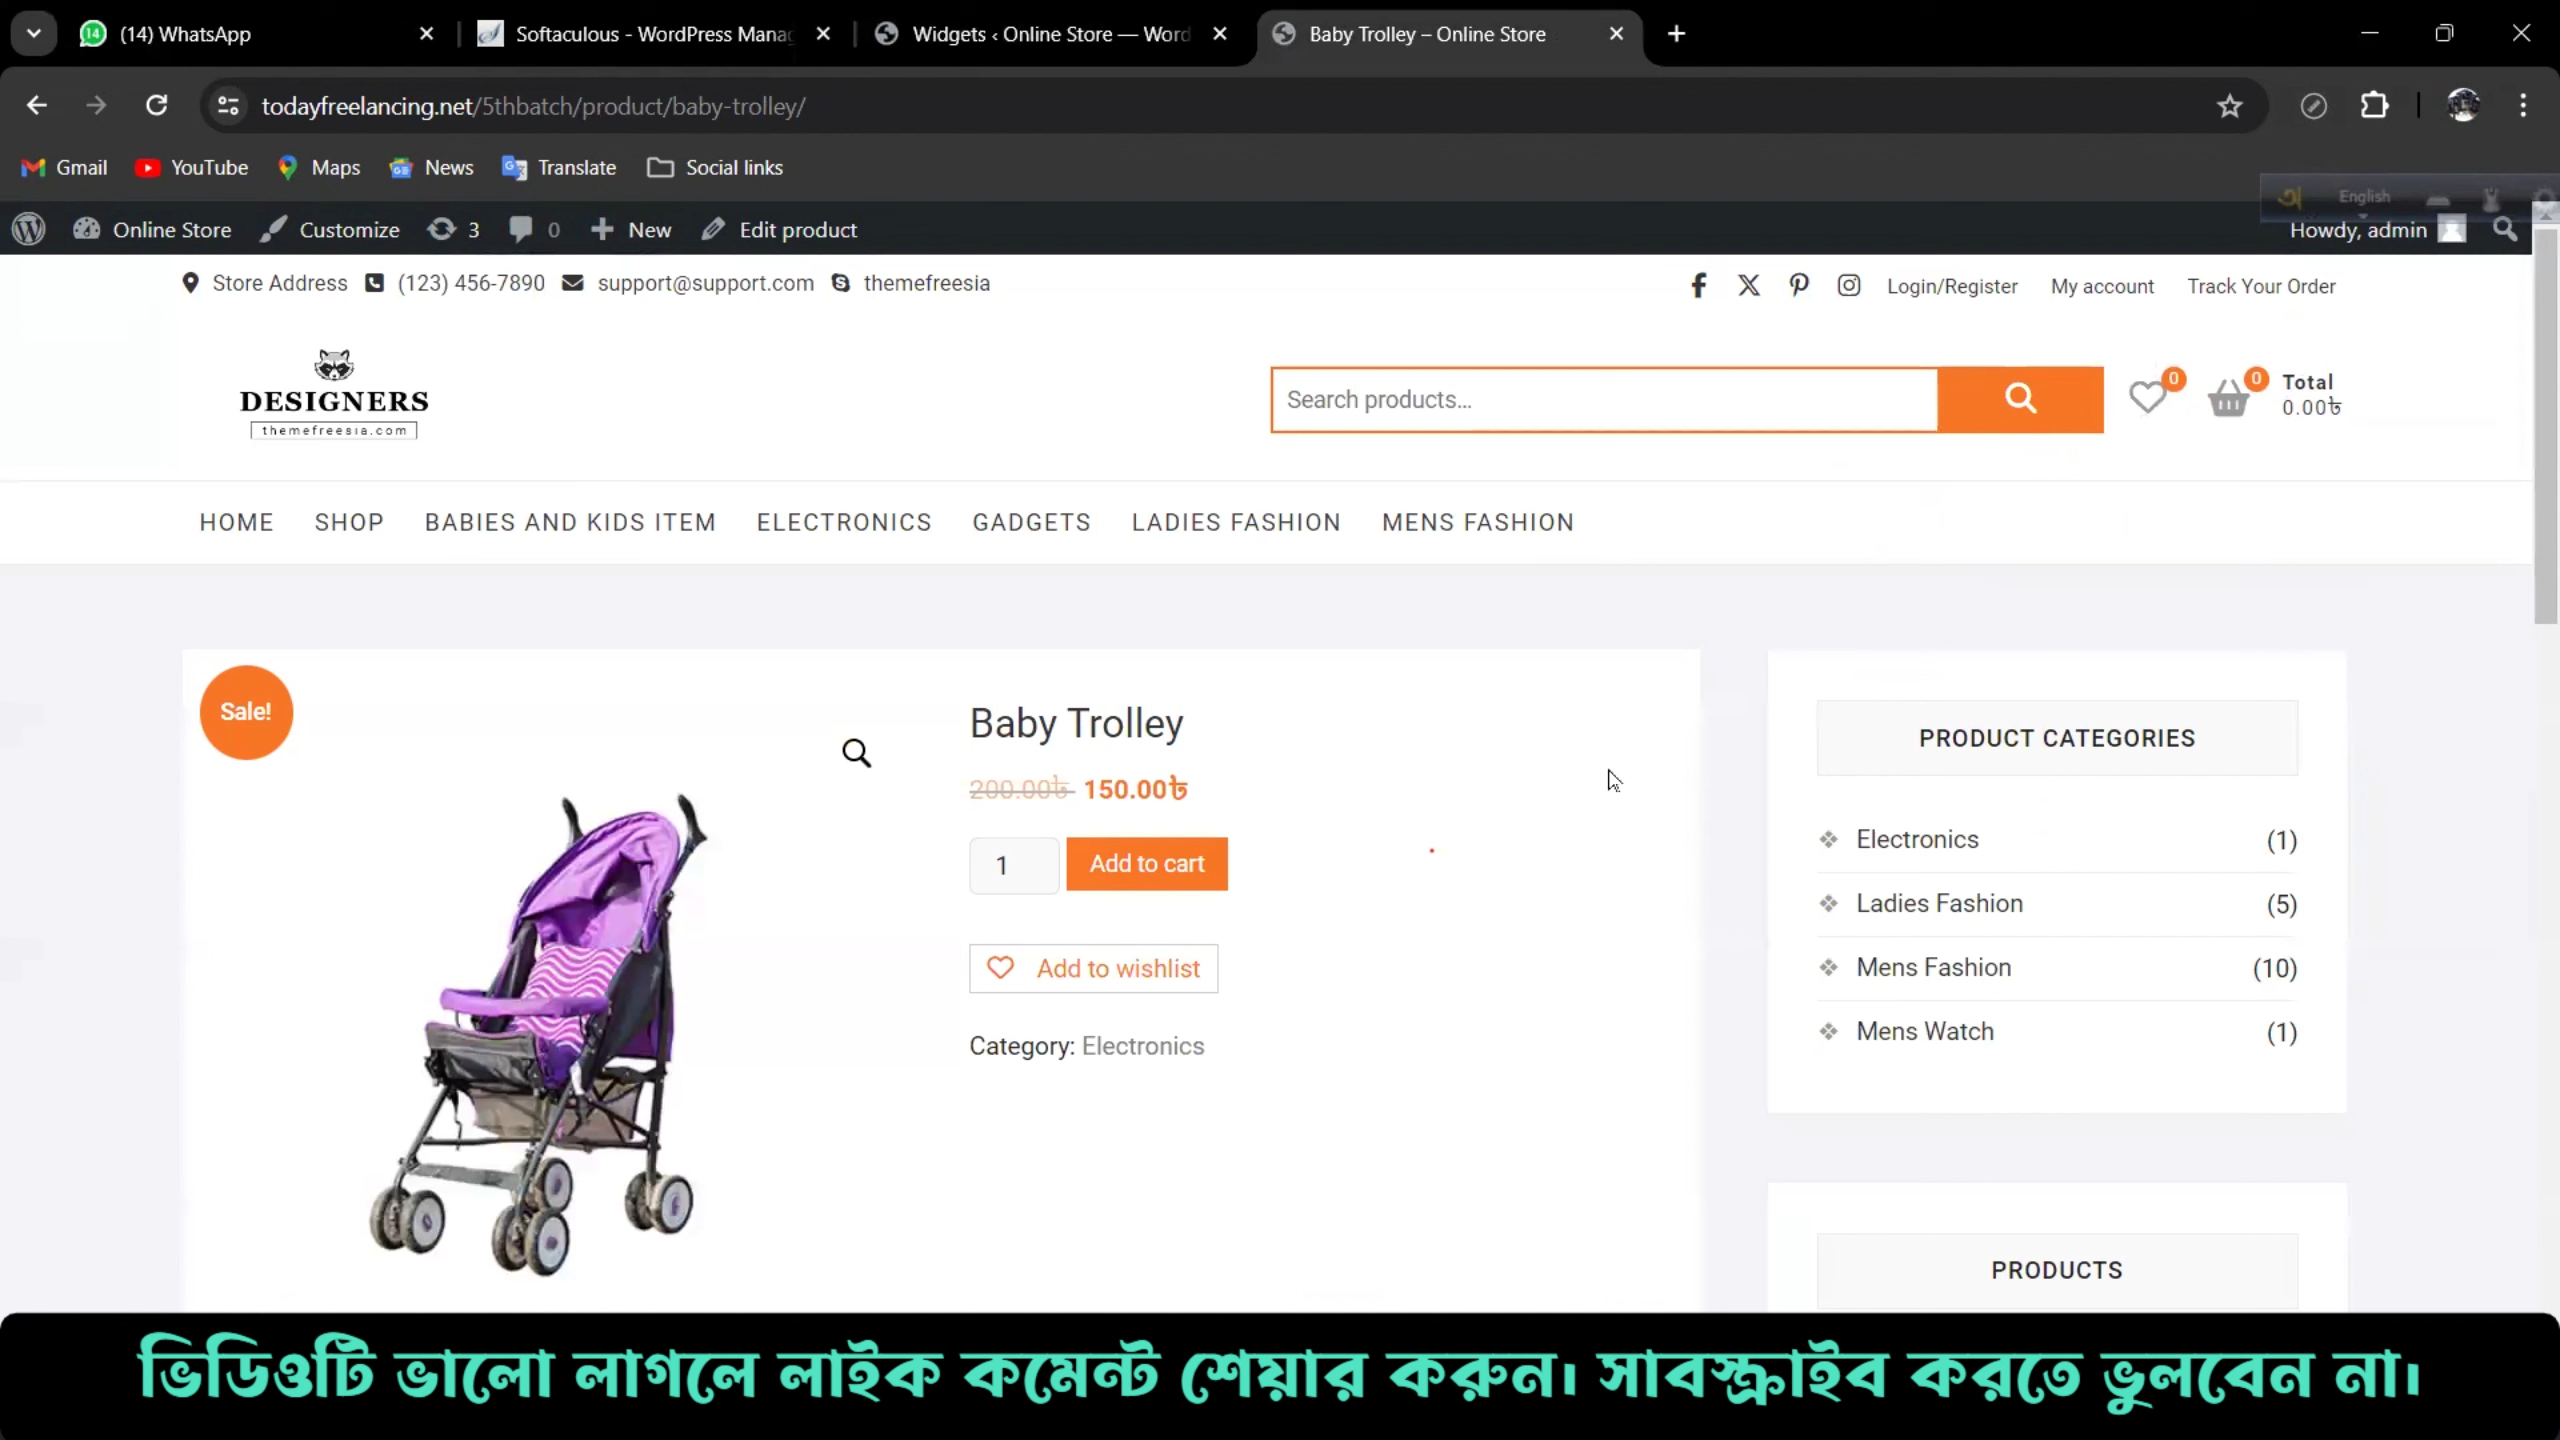 (14) WhatsApp
Softaculous - WordPress Mana
Widgets ‹ Online Store — Word
Baby Trolley – Online Store
todayfreelancing.net/5thbatch/product/baby-trolley/
Gmail YouTube Maps News Translate Social links
English
Online Store Customize 3 0 New Edit product Howdy, admin
Store Address (123) 456-7890 support@support.com themefreesia Login/Register My account Track Your Order
DESIGNERS
themefreesia.com
Search products...
0 0 Total
0.00৳
HOME SHOP BABIES AND KIDS ITEM ELECTRONICS GADGETS LADIES FASHION MENS FASHION
Sale!
Baby Trolley
200.00৳ 150.00৳
1 Add to cart
Add to wishlist
Category: Electronics
PRODUCT CATEGORIES
Electronics (1)
Ladies Fashion (5)
Mens Fashion (10)
Mens Watch (1)
PRODUCTS
ভিডিওটি ভালো লাগলে লাইক কমেন্ট শেয়ার করুন। সাবস্ক্রাইব করতে ভুলবেন না।